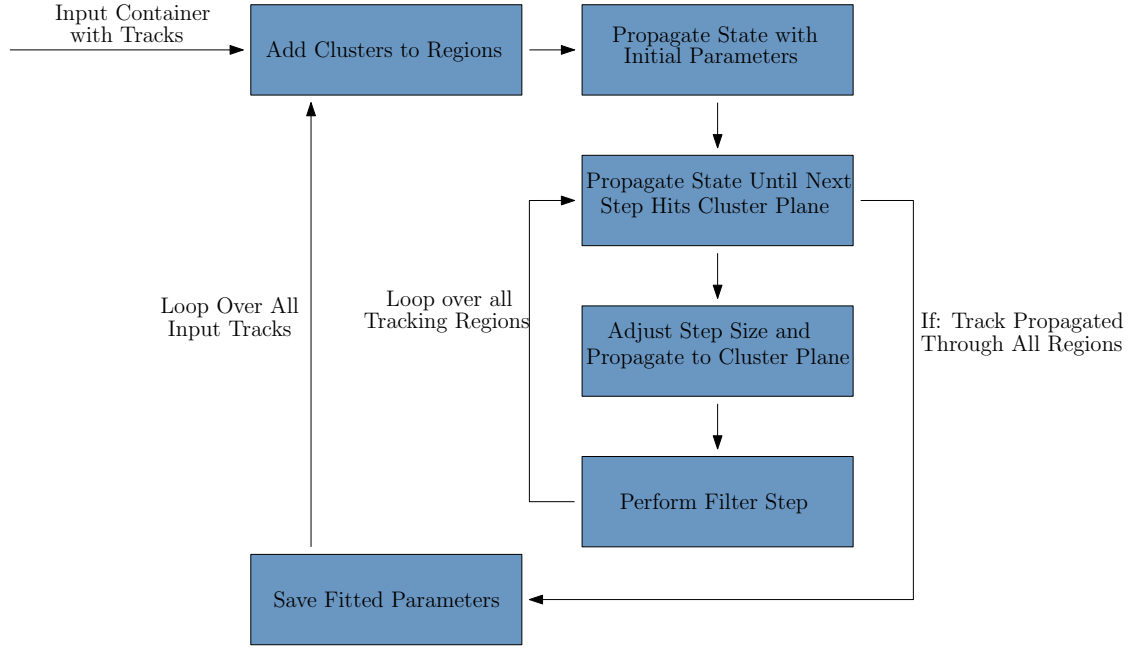 Input Container
with Tracks
Add Clusters to Regions
Propagate State with
Initial Parameters
Propagate State Until Next
Step Hits Cluster Plane
Loop Over All
Input Tracks
Loop over all
Tracking Regions
Adjust Step Size and
Propagate to Cluster Plane
If: Track Propagated
Through All Regions
Perform Filter Step
Save Fitted Parameters